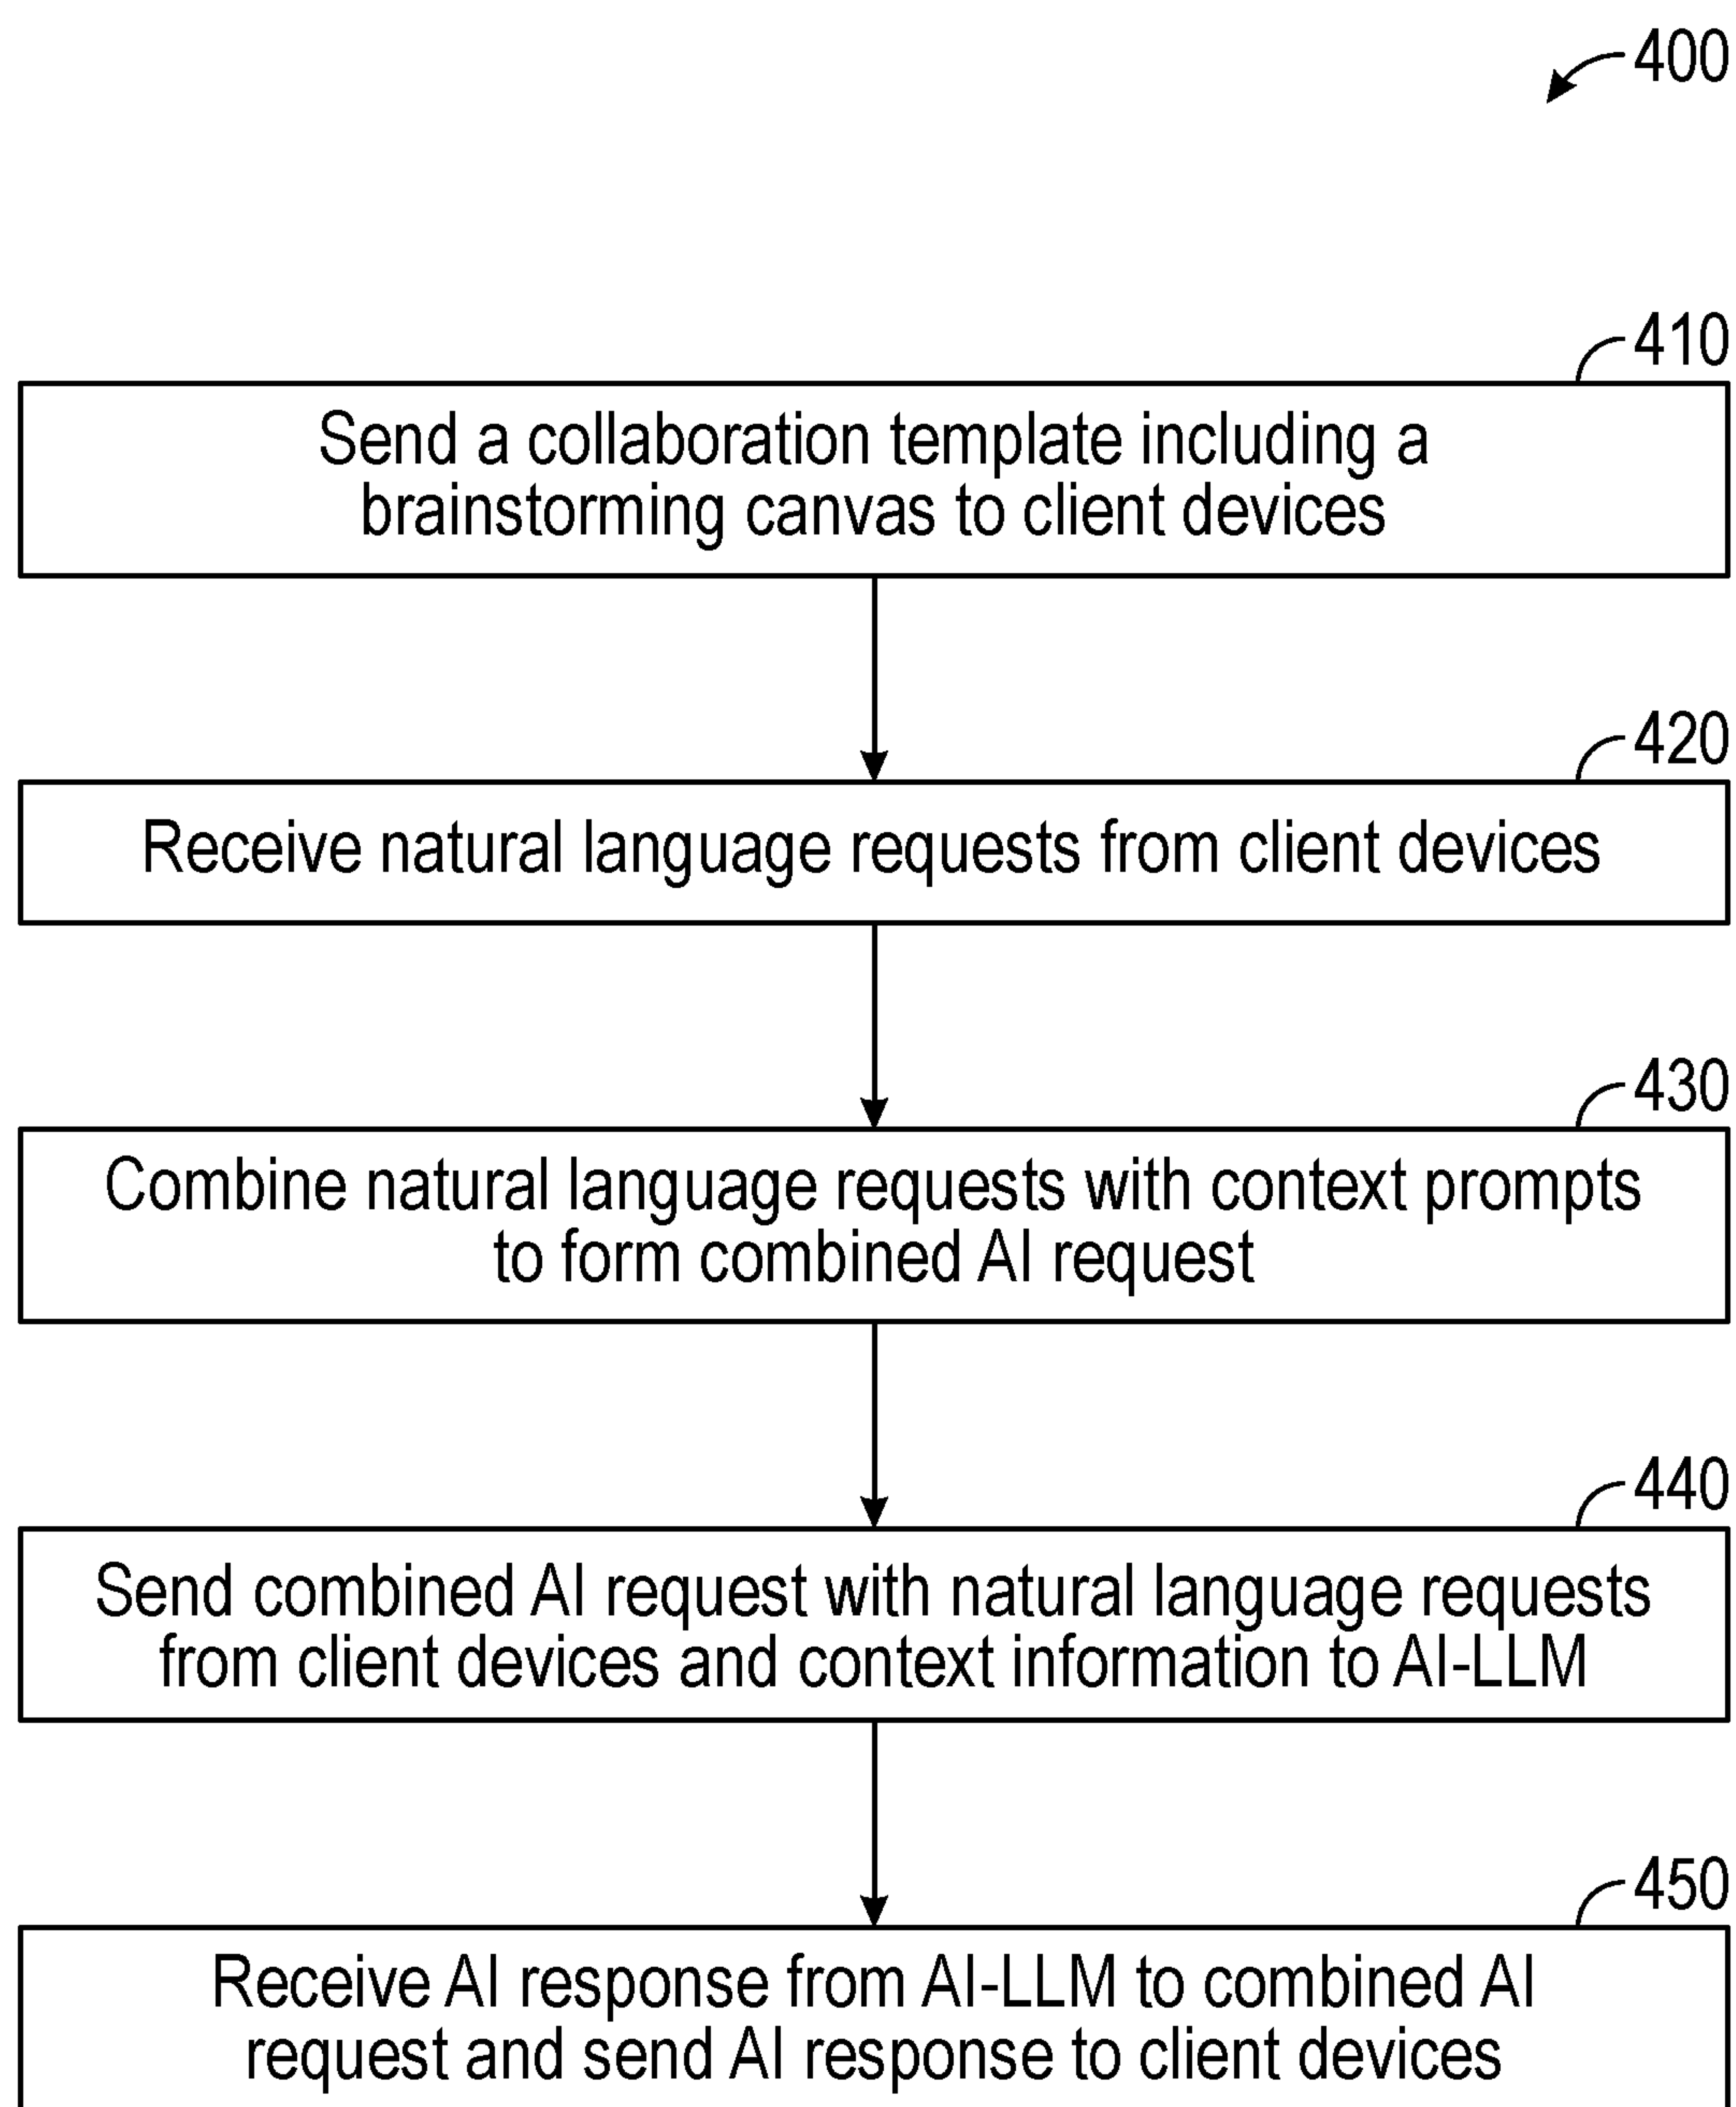 400
410
Send a collaboration template including a
brainstorming canvas to client devices
420
Receive natural language requests from client devices
430
Combine natural language requests with context prompts
to form combined AI request
440
Send combined AI request with natural language requests
from client devices and context information to AI-LLM
450
Receive AI response from AI-LLM to combined AI
request and send AI response to client devices